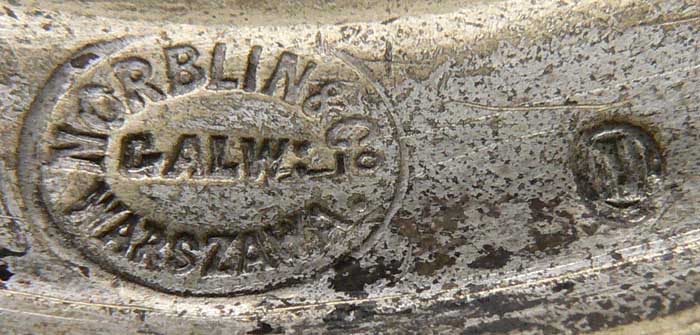 NORBLIN & Co
GALW.
WARSZAWA